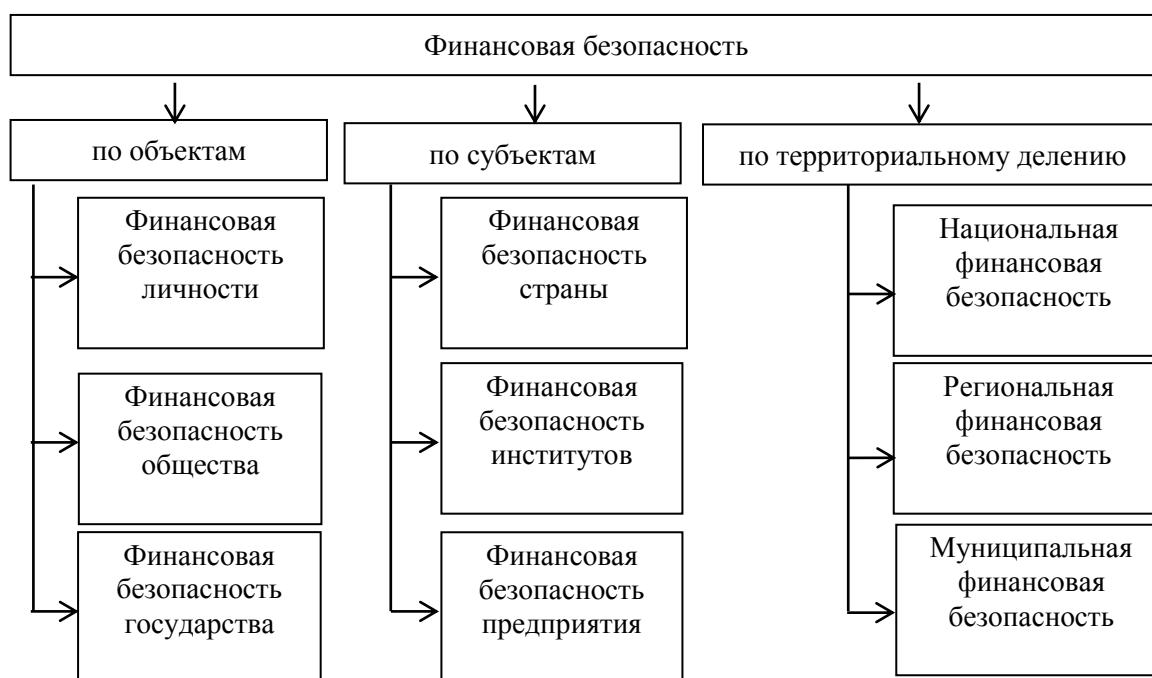 Финансовая безопасность
по объектам
по субъектам
по территориальному делению
Финансовая
безопасность
личности
Финансовая
безопасность
общества
Финансовая
безопасность
государства
Финансовая
безопасность
страны
Финансовая
безопасность
институтов
Финансовая
безопасность
предприятия
Национальная
финансовая
безопасность
Региональная
финансовая
безопасность
Муниципальная
финансовая
безопасность